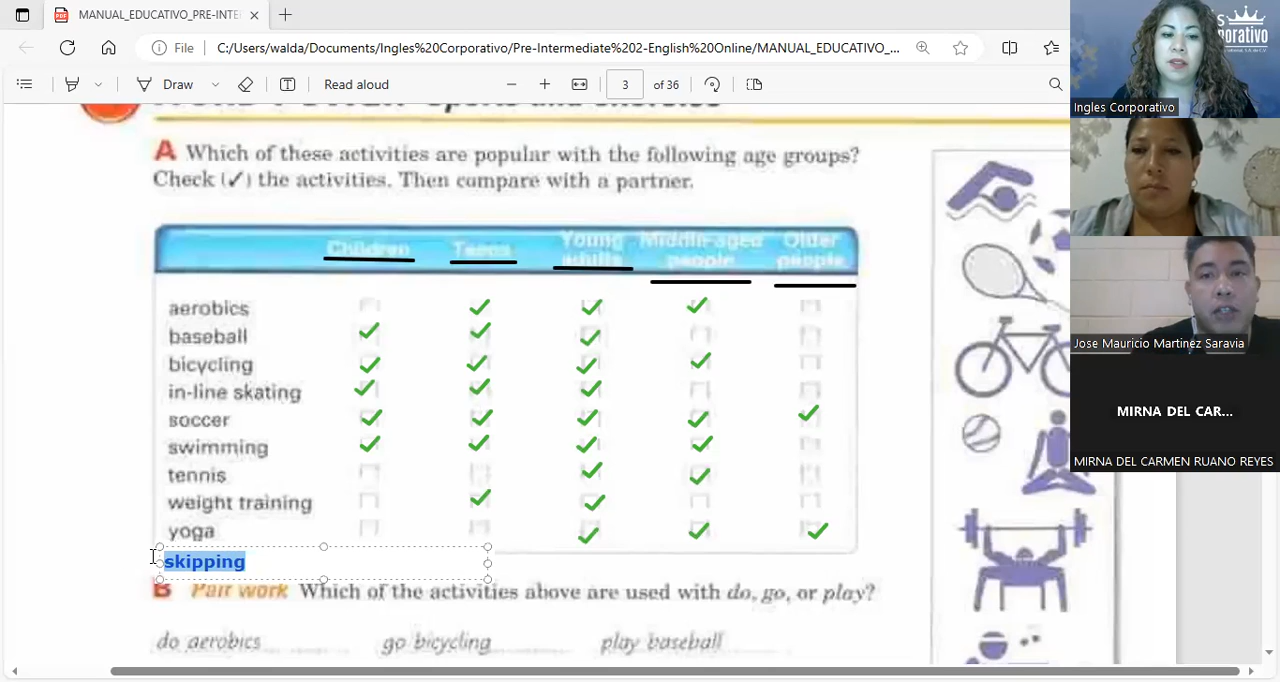 MANUAL_EDUCATIVO_PRE-INTE
File C:/Users/walda/Documents/Ingles%20Corporativo/Pre-Intermediate%202-English%20Online/MANUAL_EDUCATIVO_...
Draw Read aloud 3 of 36
Sports and exercise
A Which of these activities are popular with the following age groups?
Check (✓) the activities. Then compare with a partner.
Children Teens Young adults Middle-aged people Older people
aerobics
baseball
bicycling
in-line skating
soccer
swimming
tennis
weight training
yoga
skipping
B Pair work Which of the activities above are used with do, go, or play?
do aerobics go bicycling play baseball
Ingles Corporativo
Jose Mauricio Martinez Saravia
MIRNA DEL CAR...
MIRNA DEL CARMEN RUANO REYES